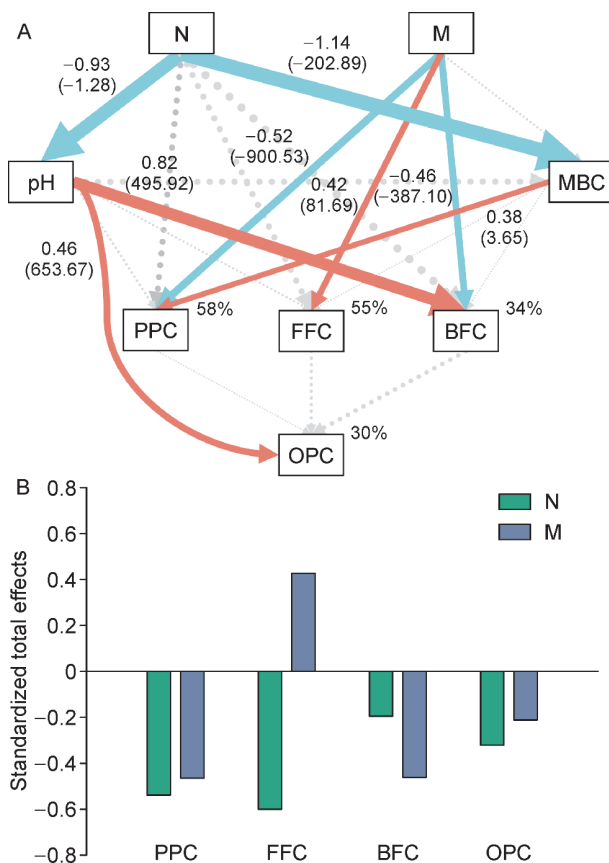 A
N
M
−0.93
(−1.28)
−1.14
(−202.89)
pH
MBC
0.82
(495.92)
−0.52
(−900.53)
0.42
(81.69)
−0.46
(−387.10)
0.38
(3.65)
0.46
(653.67)
PPC
58%
FFC
55%
BFC
34%
OPC
30%
B
Standardized total effects
0.8
0.6
0.4
0.2
0
−0.2
−0.4
−0.6
−0.8
N
M
PPC
FFC
BFC
OPC